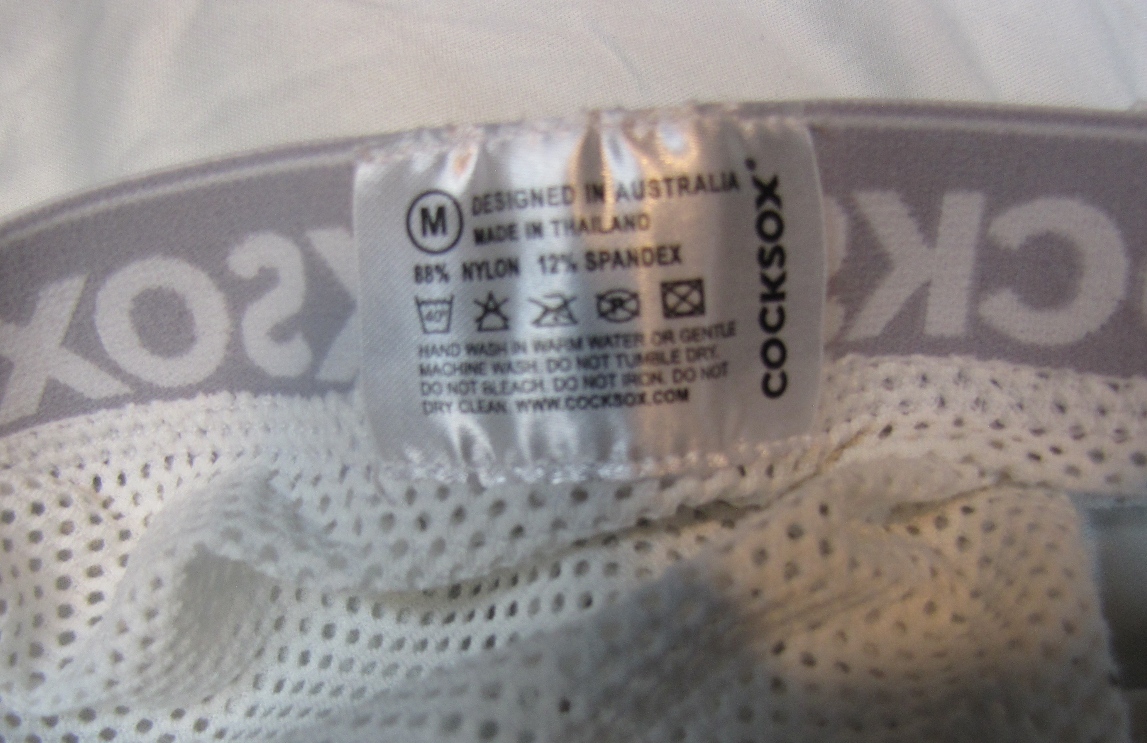 M
DESIGNED IN AUSTRALIA
MADE IN THAILAND
88% NYLON 12% SPANDEX
40°
P
HAND WASH IN WARM WATER OR GENTLE
MACHINE WASH. DO NOT TUMBLE DRY.
DO NOT BLEACH. DO NOT IRON. DO NOT
DRY CLEAN. WWW.COCKSOX.COM
COCKSOX®
KSOX
CKS